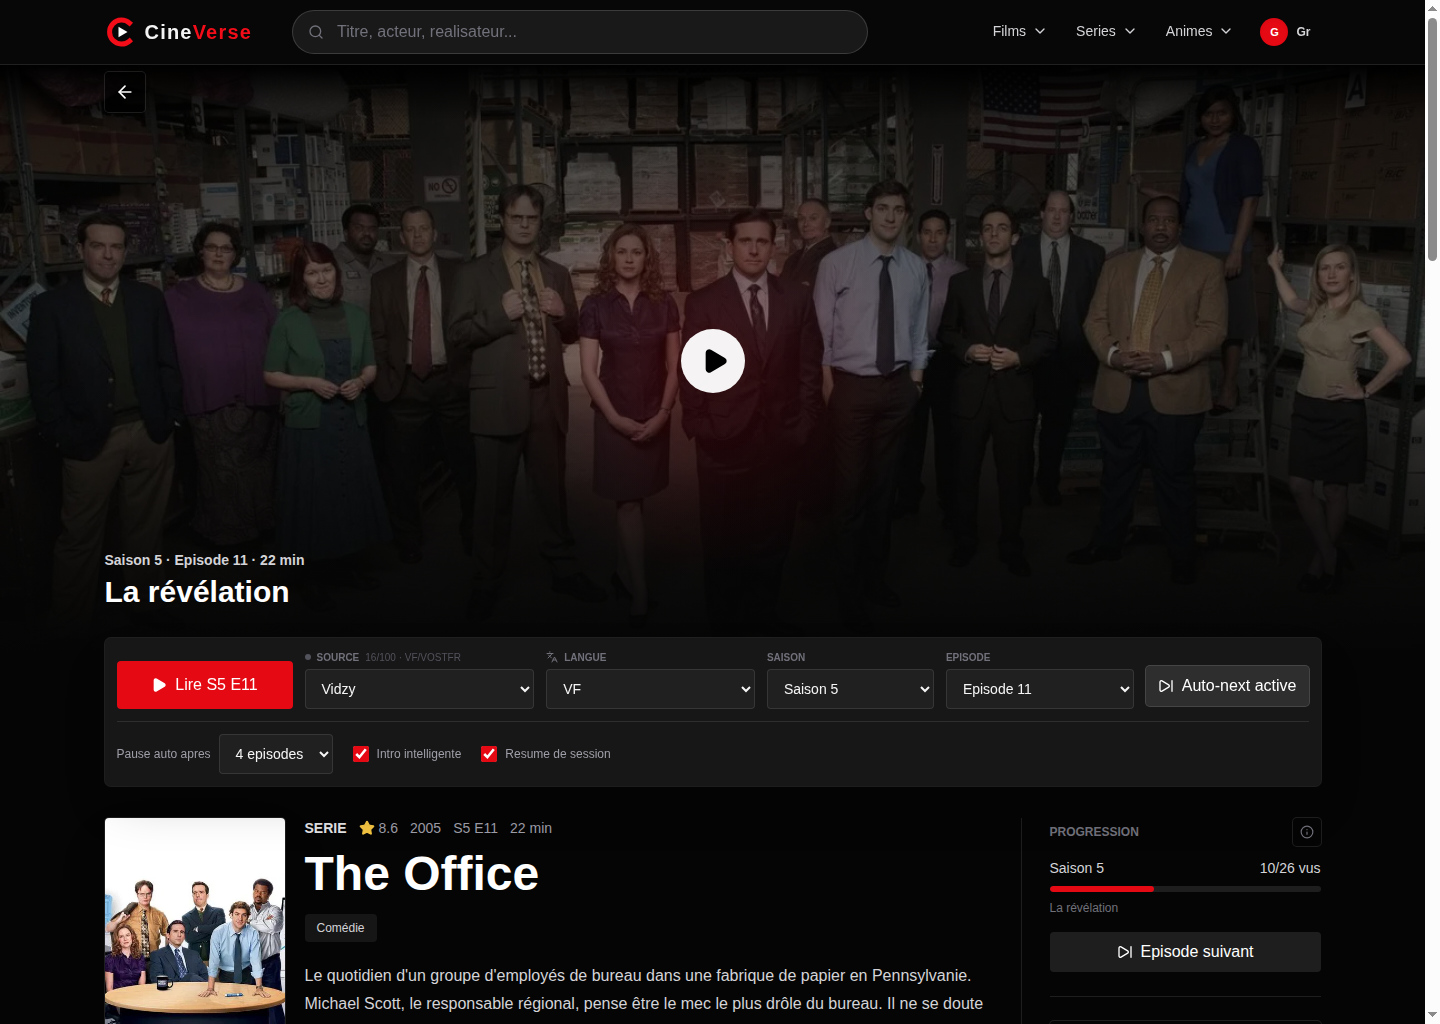 CineVerse
Titre, acteur, realisateur...
Films
Series
Animes
G
Gr
Saison 5 · Episode 11 · 22 min
La révélation
Lire S5 E11
SOURCE 16/100 · VF/VOSTFR
Vidzy
LANGUE
VF
SAISON
Saison 5
EPISODE
Episode 11
Auto-next active
Pause auto apres
4 episodes
Intro intelligente
Resume de session
SERIE 8.6 2005 S5 E11 22 min
The Office
Comédie
Le quotidien d'un groupe d'employés de bureau dans une fabrique de papier en Pennsylvanie.
Michael Scott, le responsable régional, pense être le mec le plus drôle du bureau. Il ne se doute
PROGRESSION
Saison 5
10/26 vus
La révélation
Episode suivant